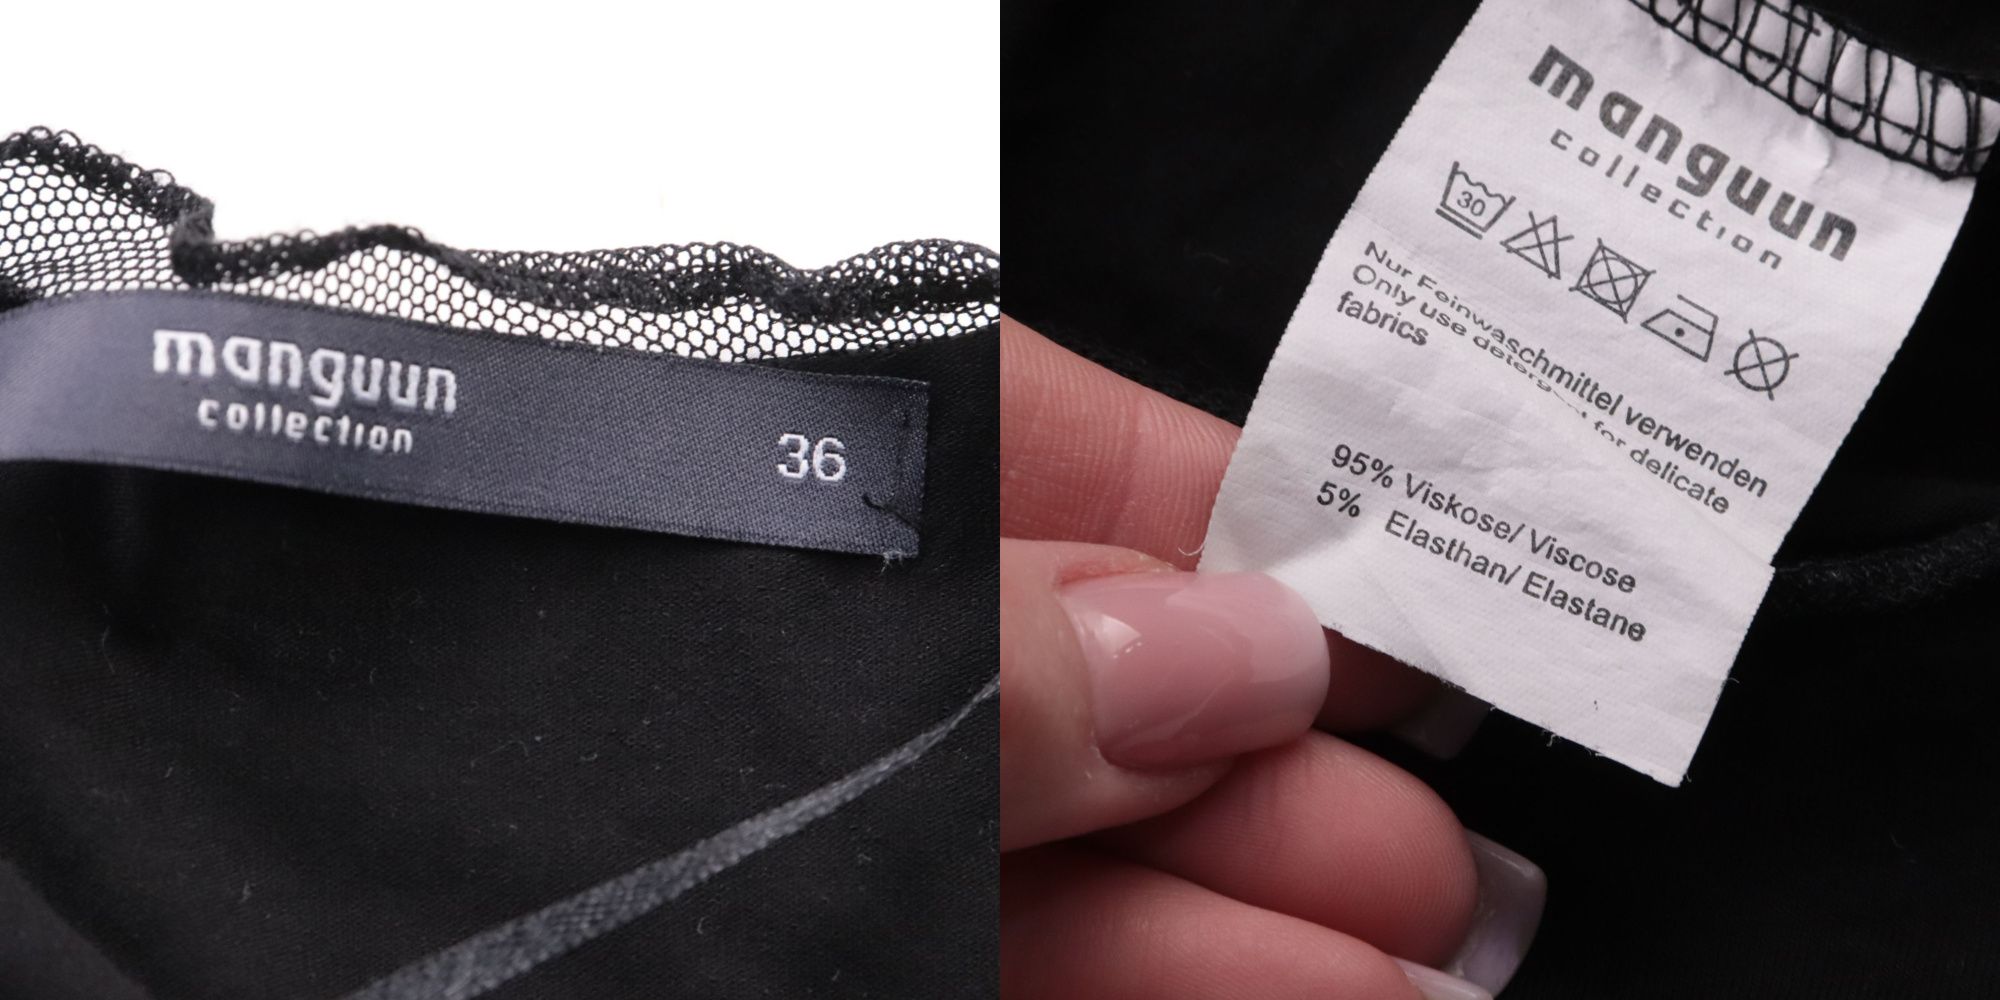 manguun
collection
36
manguun
collection
30
Nur Feinwaschmittel verwenden
Only use detergent for delicate
fabrics
95% Viskose/ Viscose
5% Elasthan/ Elastane